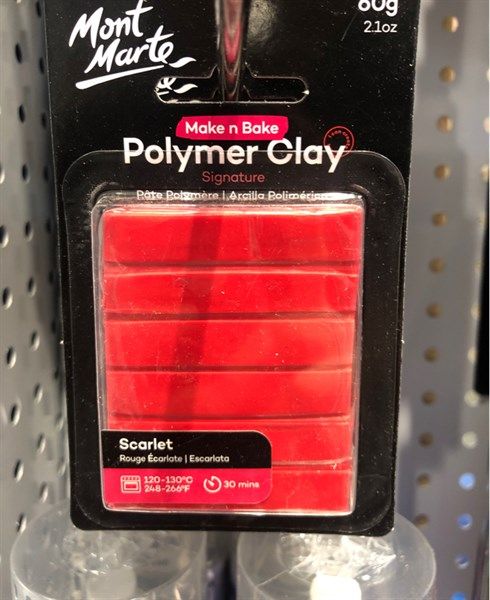 Mont
Marte
60g
2.1oz
Make n Bake
Polymer Clay
Signature
Pâte Polymère | Argilla Polimérica
Scarlet
Rouge Écarlate | Escarlata
120-130°C
248-266°F
30 mins